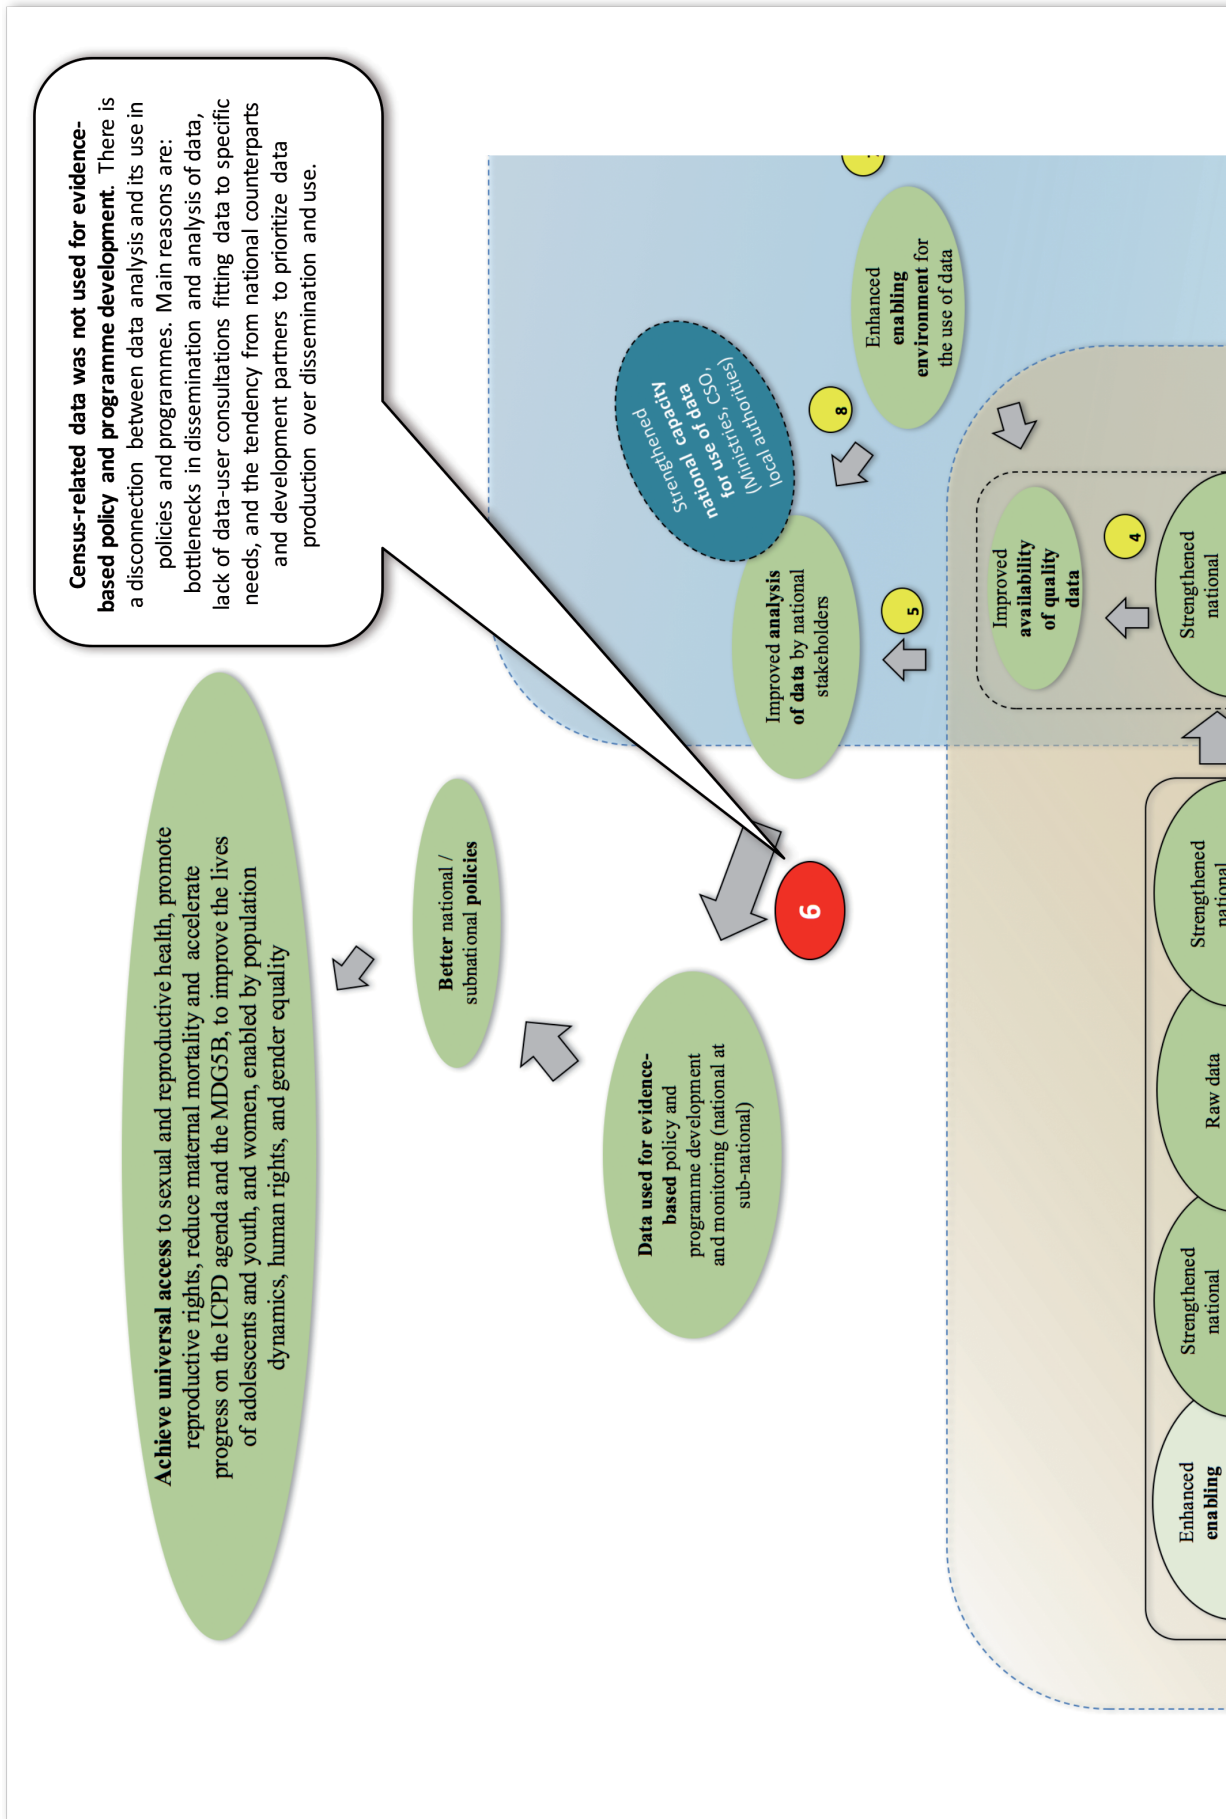 Census-related data was not used for evidence-
based policy and programme development. There is
a disconnection between data analysis and its use in
policies and programmes. Main reasons are:
bottlenecks in dissemination and analysis of data,
lack of data-user consultations fitting data to specific
needs, and the tendency from national counterparts
and development partners to prioritize data
production over dissemination and use.
Achieve universal access to sexual and reproductive health, promote
reproductive rights, reduce maternal mortality and accelerate
progress on the ICPD agenda and the MDG5B, to improve the lives
of adolescents and youth, and women, enabled by population
dynamics, human rights, and gender equality
Better national /
subnational policies
Data used for evidence-
based policy and
programme development
and monitoring (national at
sub-national)
6
Improved analysis
of data by national
stakeholders
Strengthened
national capacity
for use of data
(Ministries, CSO,
local authorities)
8
Enhanced
enabling
environment for
the use of data
5
Improved
availability
of quality
data
4
Enhanced
enabling
Strengthened
national
Raw data
Strengthened
national
Strengthened
national